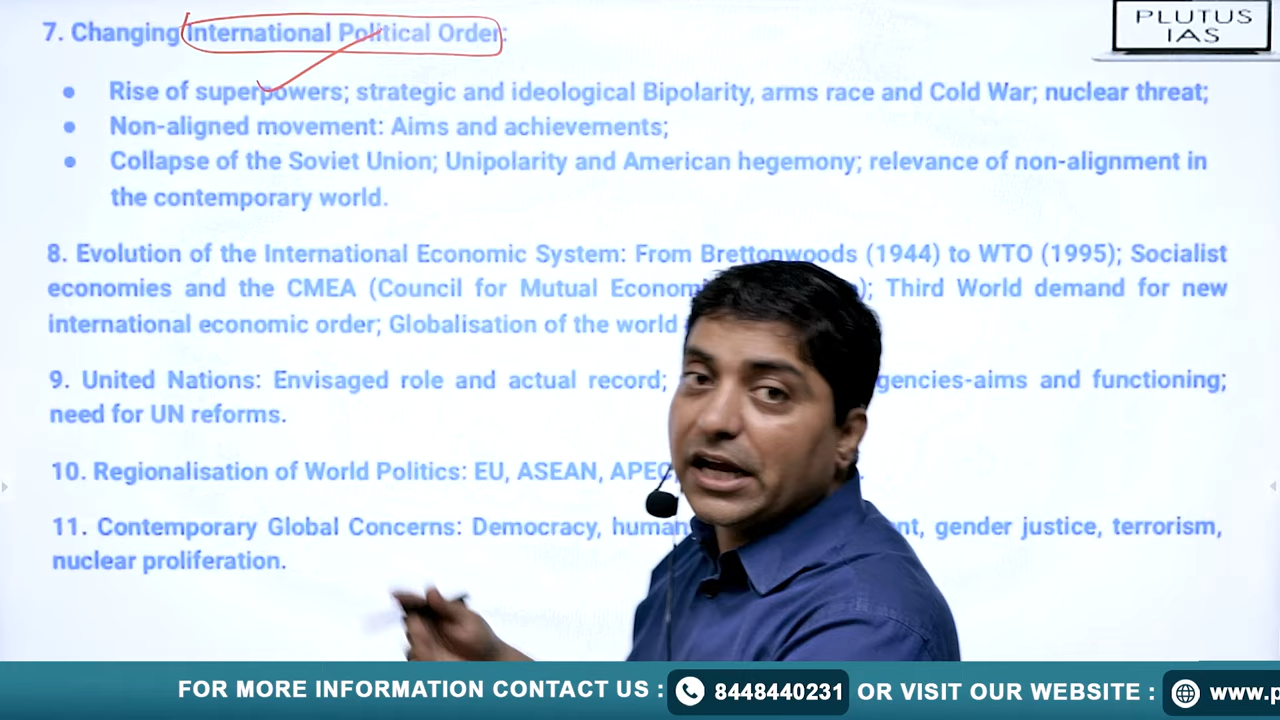 7. Changing International Political Order:
PLUTUS
IAS
● Rise of superpowers; strategic and ideological Bipolarity, arms race and Cold War; nuclear threat;
● Non-aligned movement: Aims and achievements;
● Collapse of the Soviet Union; Unipolarity and American hegemony; relevance of non-alignment in
the contemporary world.
8. Evolution of the International Economic System: From Brettonwoods (1944) to WTO (1995); Socialist
economies and the CMEA (Council for Mutual ); Third World demand for new
international economic order; Globalisation of the world
9. United Nations: Envisaged role and actual record; aims and functioning;
need for UN reforms.
10. Regionalisation of World Politics: EU, ASEAN, APEC,
11. Contemporary Global Concerns: Democracy, gender justice, terrorism,
nuclear proliferation.
FOR MORE INFORMATION CONTACT US : 8448440231 OR VISIT OUR WEBSITE : www.p